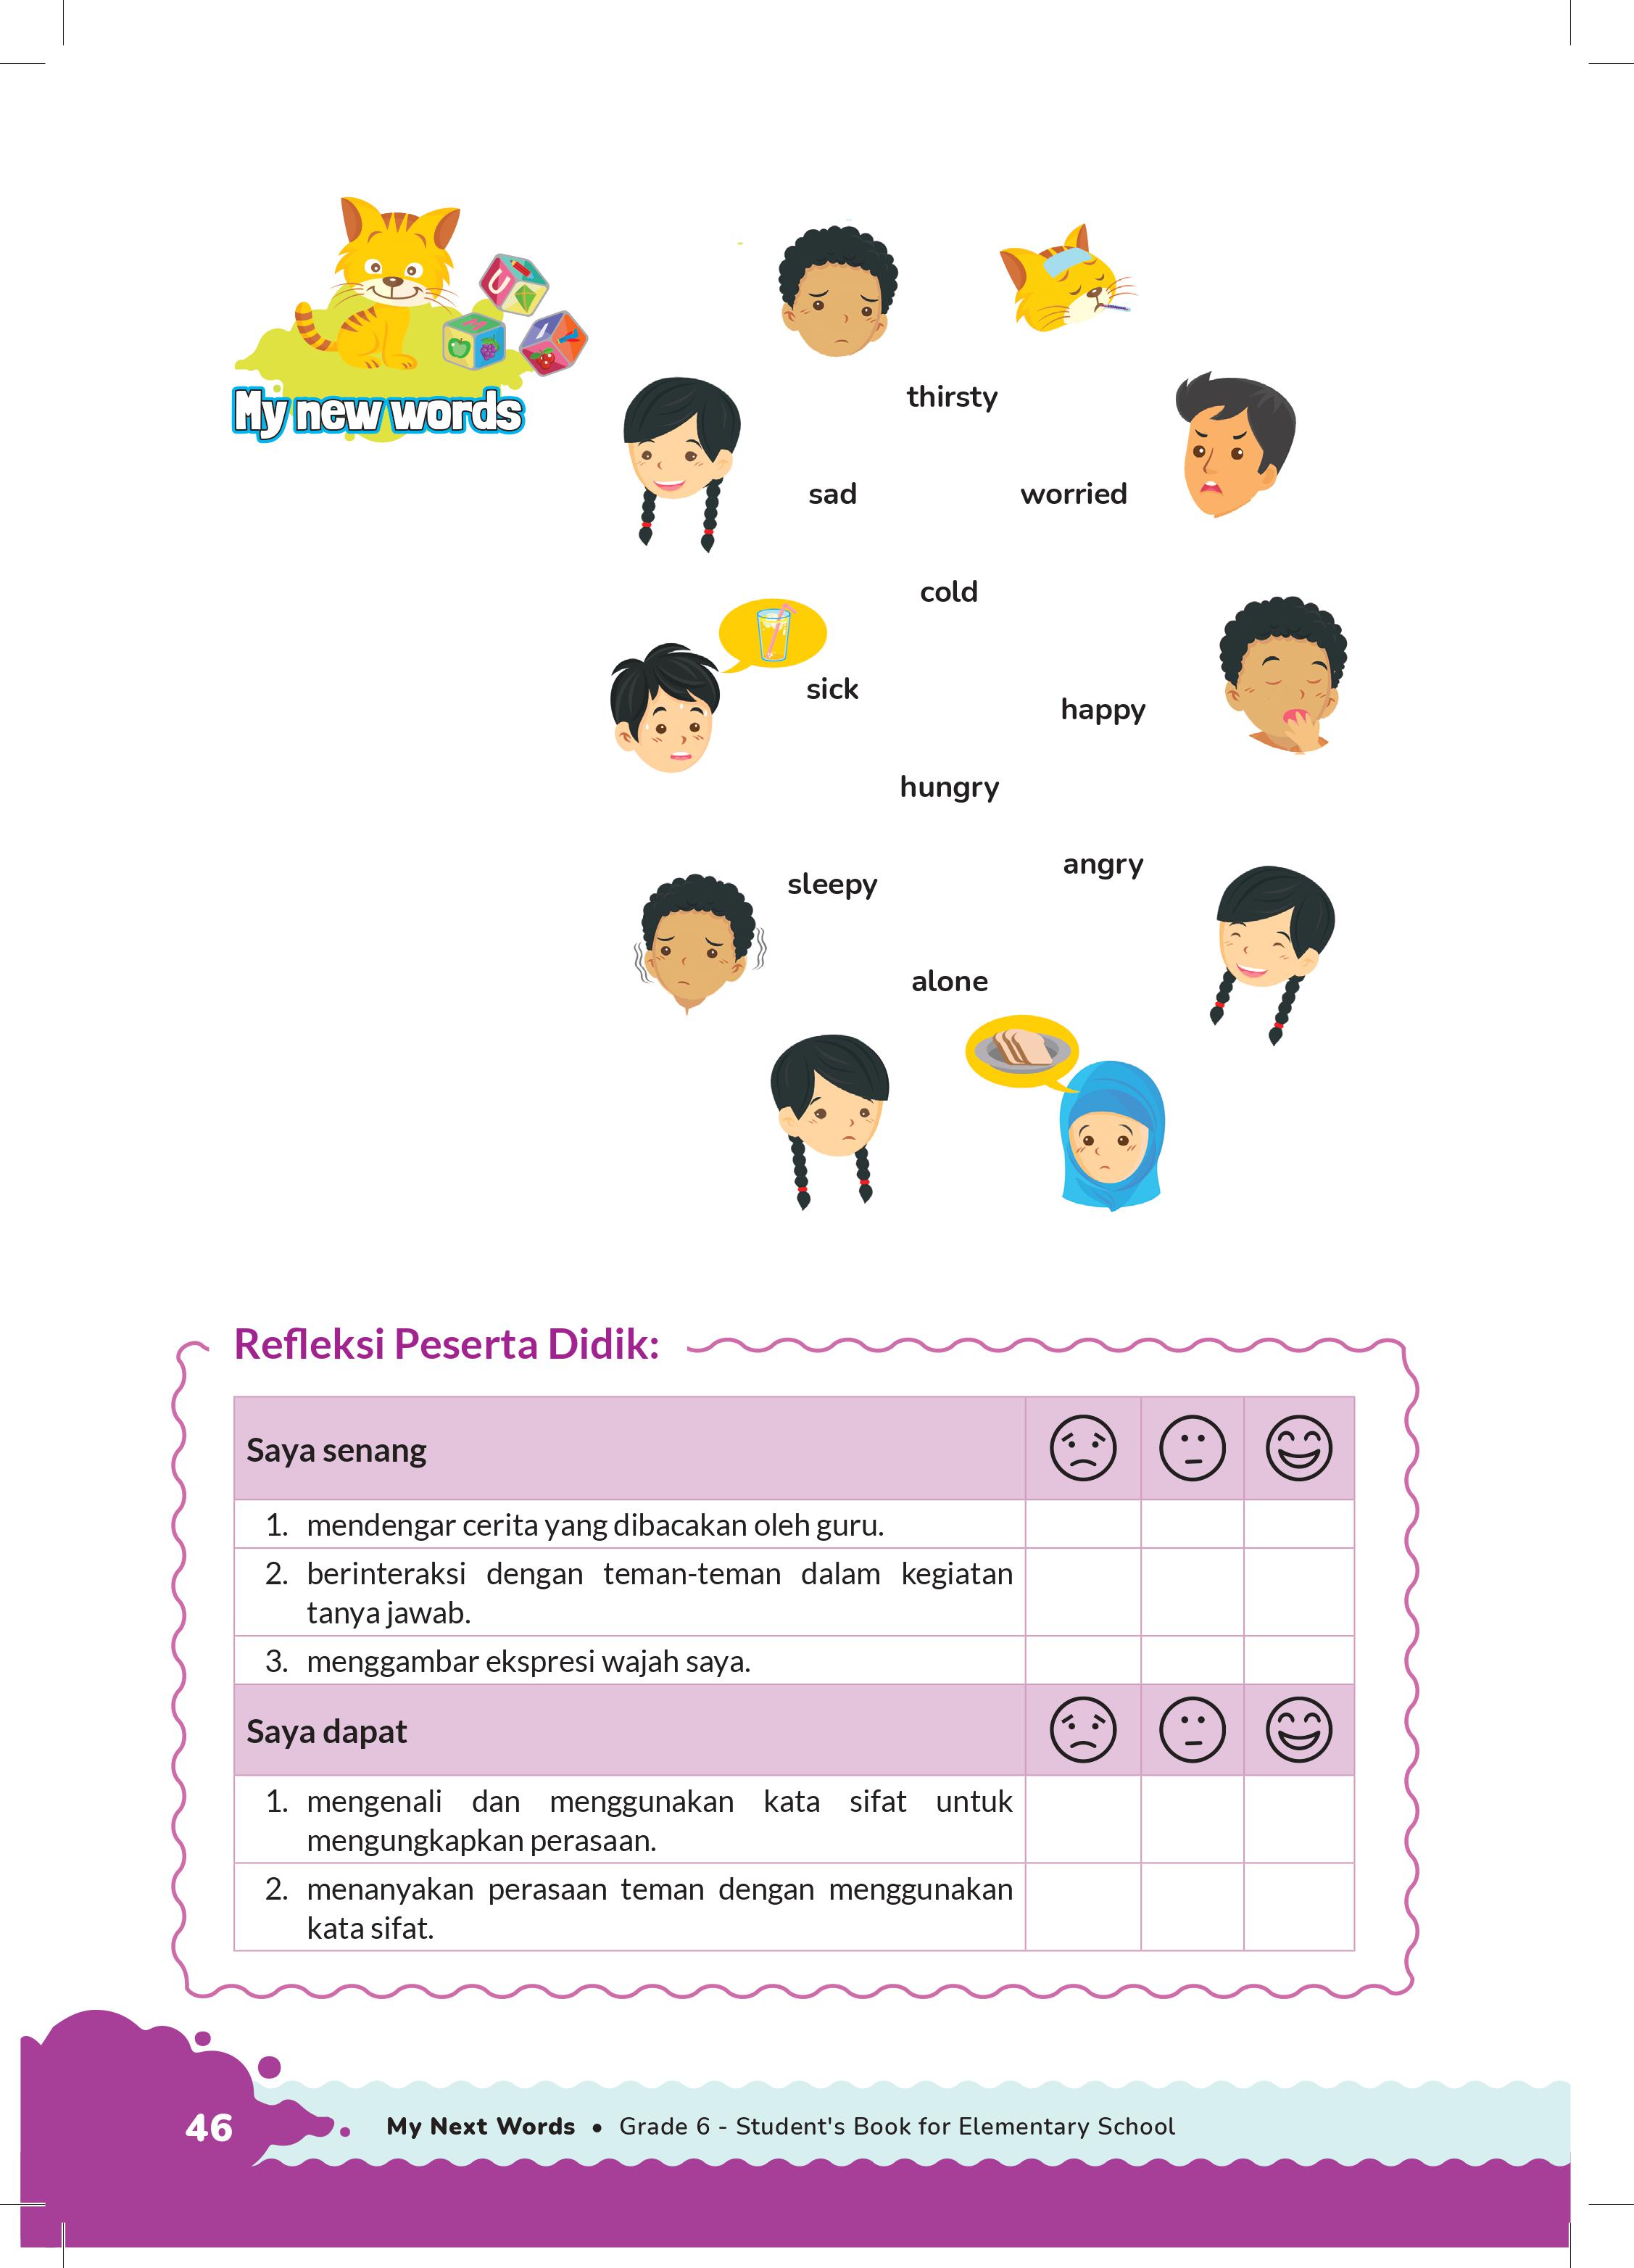 My new words
thirsty
sad
worried
cold
sick
happy
hungry
angry
sleepy
alone
Refleksi Peserta Didik:
Saya senang
1. mendengar cerita yang dibacakan oleh guru.
2. berinteraksi dengan teman-teman dalam kegiatan
tanya jawab.
3. menggambar ekspresi wajah saya.
Saya dapat
1. mengenali dan menggunakan kata sifat untuk
mengungkapkan perasaan.
2. menanyakan perasaan teman dengan menggunakan
kata sifat.
46
My Next Words • Grade 6 - Student's Book for Elementary School